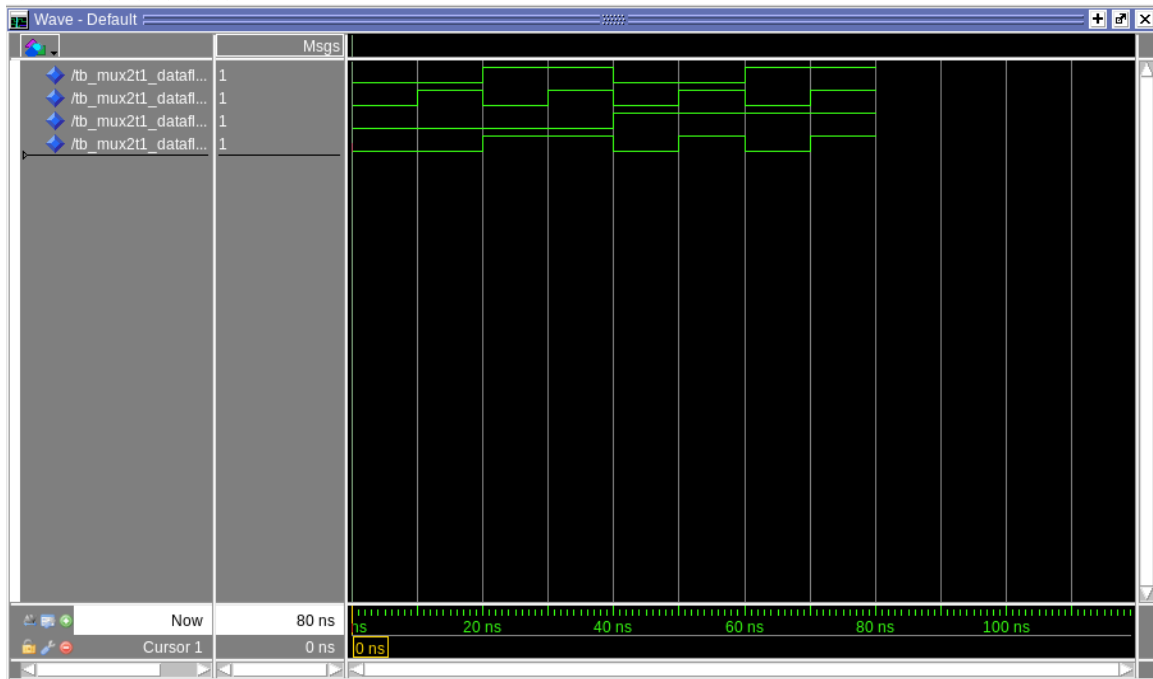 Wave - Default
Msgs
/tb_mux2t1_datafl... 1
/tb_mux2t1_datafl... 1
/tb_mux2t1_datafl... 1
/tb_mux2t1_datafl... 1
Now 80 ns
ns 20 ns 40 ns 60 ns 80 ns 100 ns
Cursor 1 0 ns
0 ns